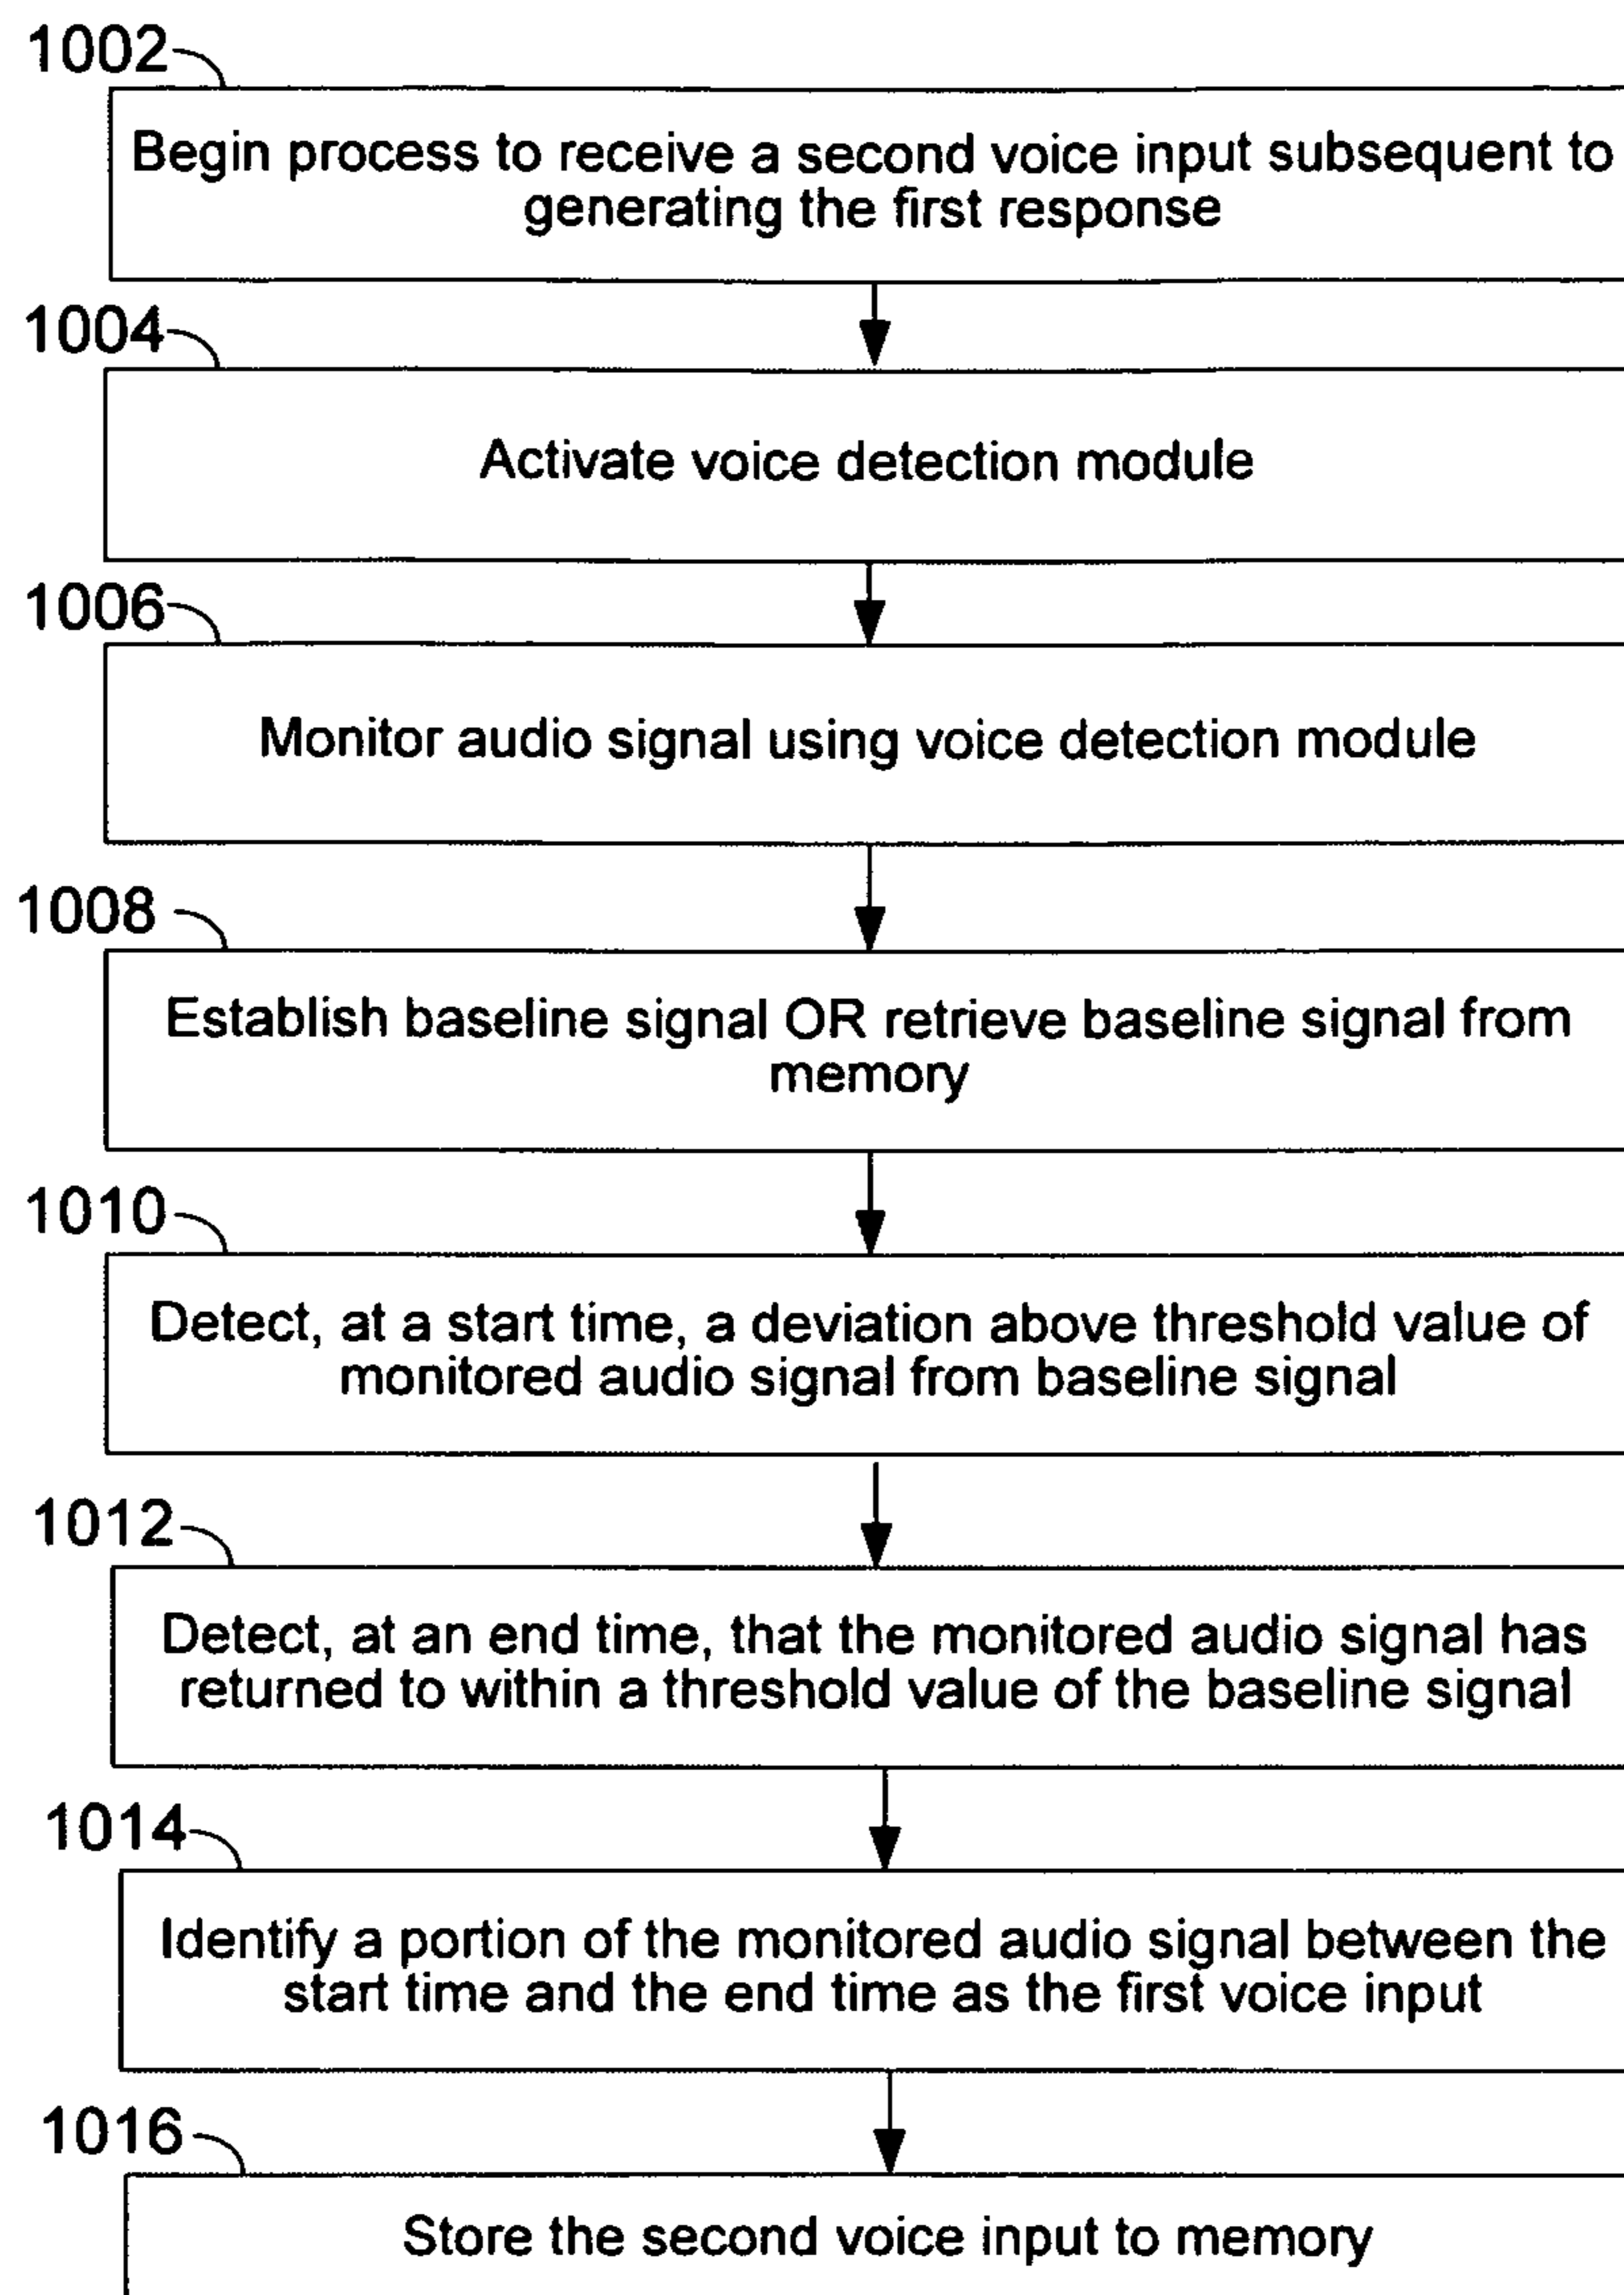 1002
Begin process to receive a second voice input subsequent to
generating the first response
1004
Activate voice detection module
1006
Monitor audio signal using voice detection module
1008
Establish baseline signal OR retrieve baseline signal from
memory
1010
Detect, at a start time, a deviation above threshold value of
monitored audio signal from baseline signal
1012
Detect, at an end time, that the monitored audio signal has
returned to within a threshold value of the baseline signal
1014
Identify a portion of the monitored audio signal between the
start time and the end time as the first voice input
1016
Store the second voice input to memory